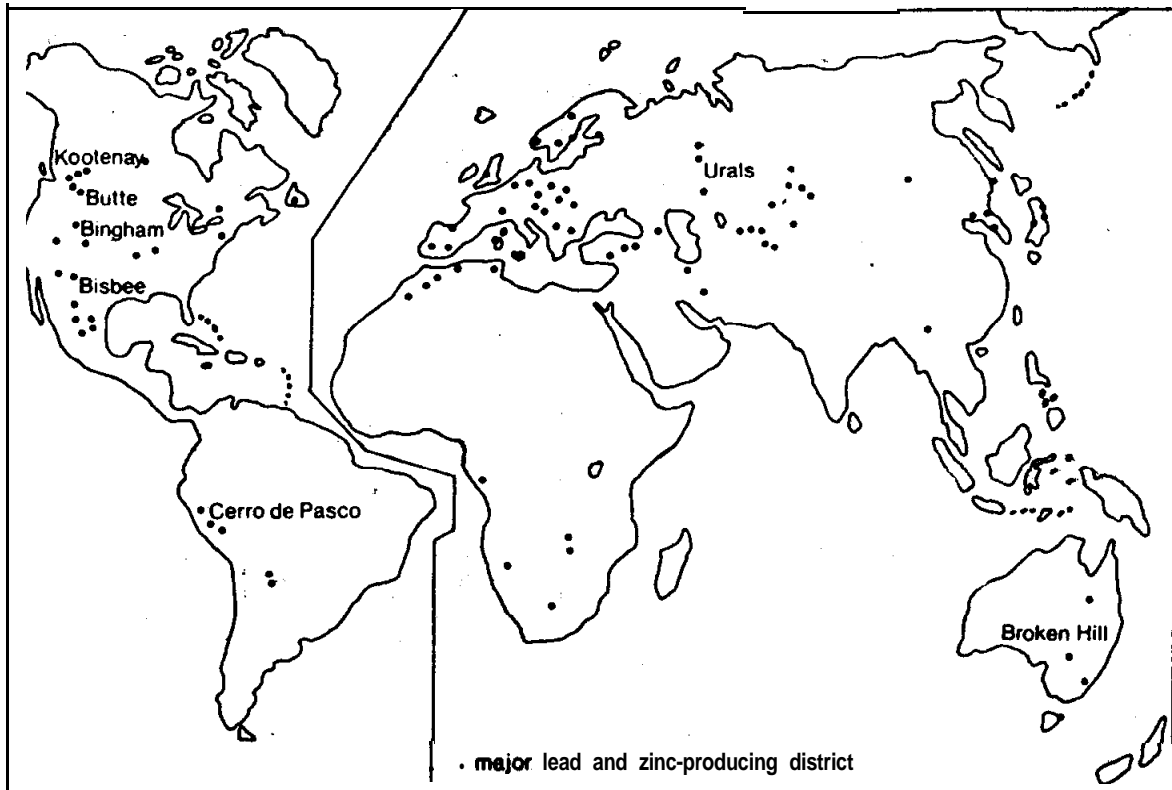 Kootenay
Urals
Butte
Bingham
Bisbee
Cerro de Pasco
Broken Hill
. major lead and zinc-producing district